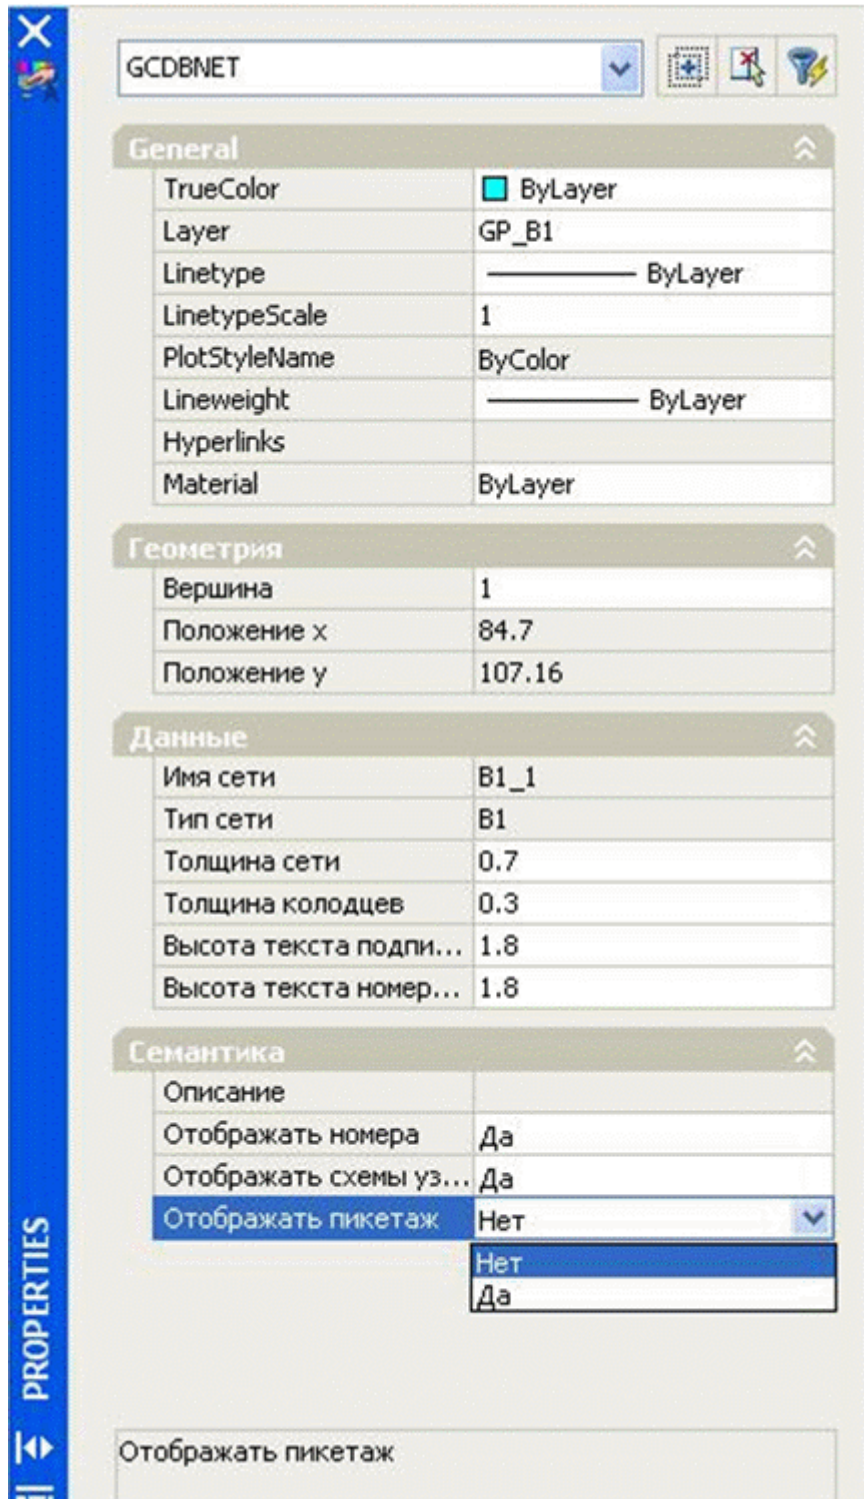 GCDBNET
General
TrueColor ByLayer
Layer GP_B1
Linetype ByLayer
LinetypeScale 1
PlotStyleName ByColor
Lineweight ByLayer
Hyperlinks
Material ByLayer
Геометрия
Вершина 1
Положение x 84.7
Положение y 107.16
Данные
Имя сети В1_1
Тип сети В1
Толщина сети 0.7
Толщина колодцев 0.3
Высота текста подпи... 1.8
Высота текста номер... 1.8
Семантика
Описание
Отображать номера Да
Отображать схемы уз... Да
Отображать пикетаж Нет
Нет
Да
PROPERTIES
Отображать пикетаж